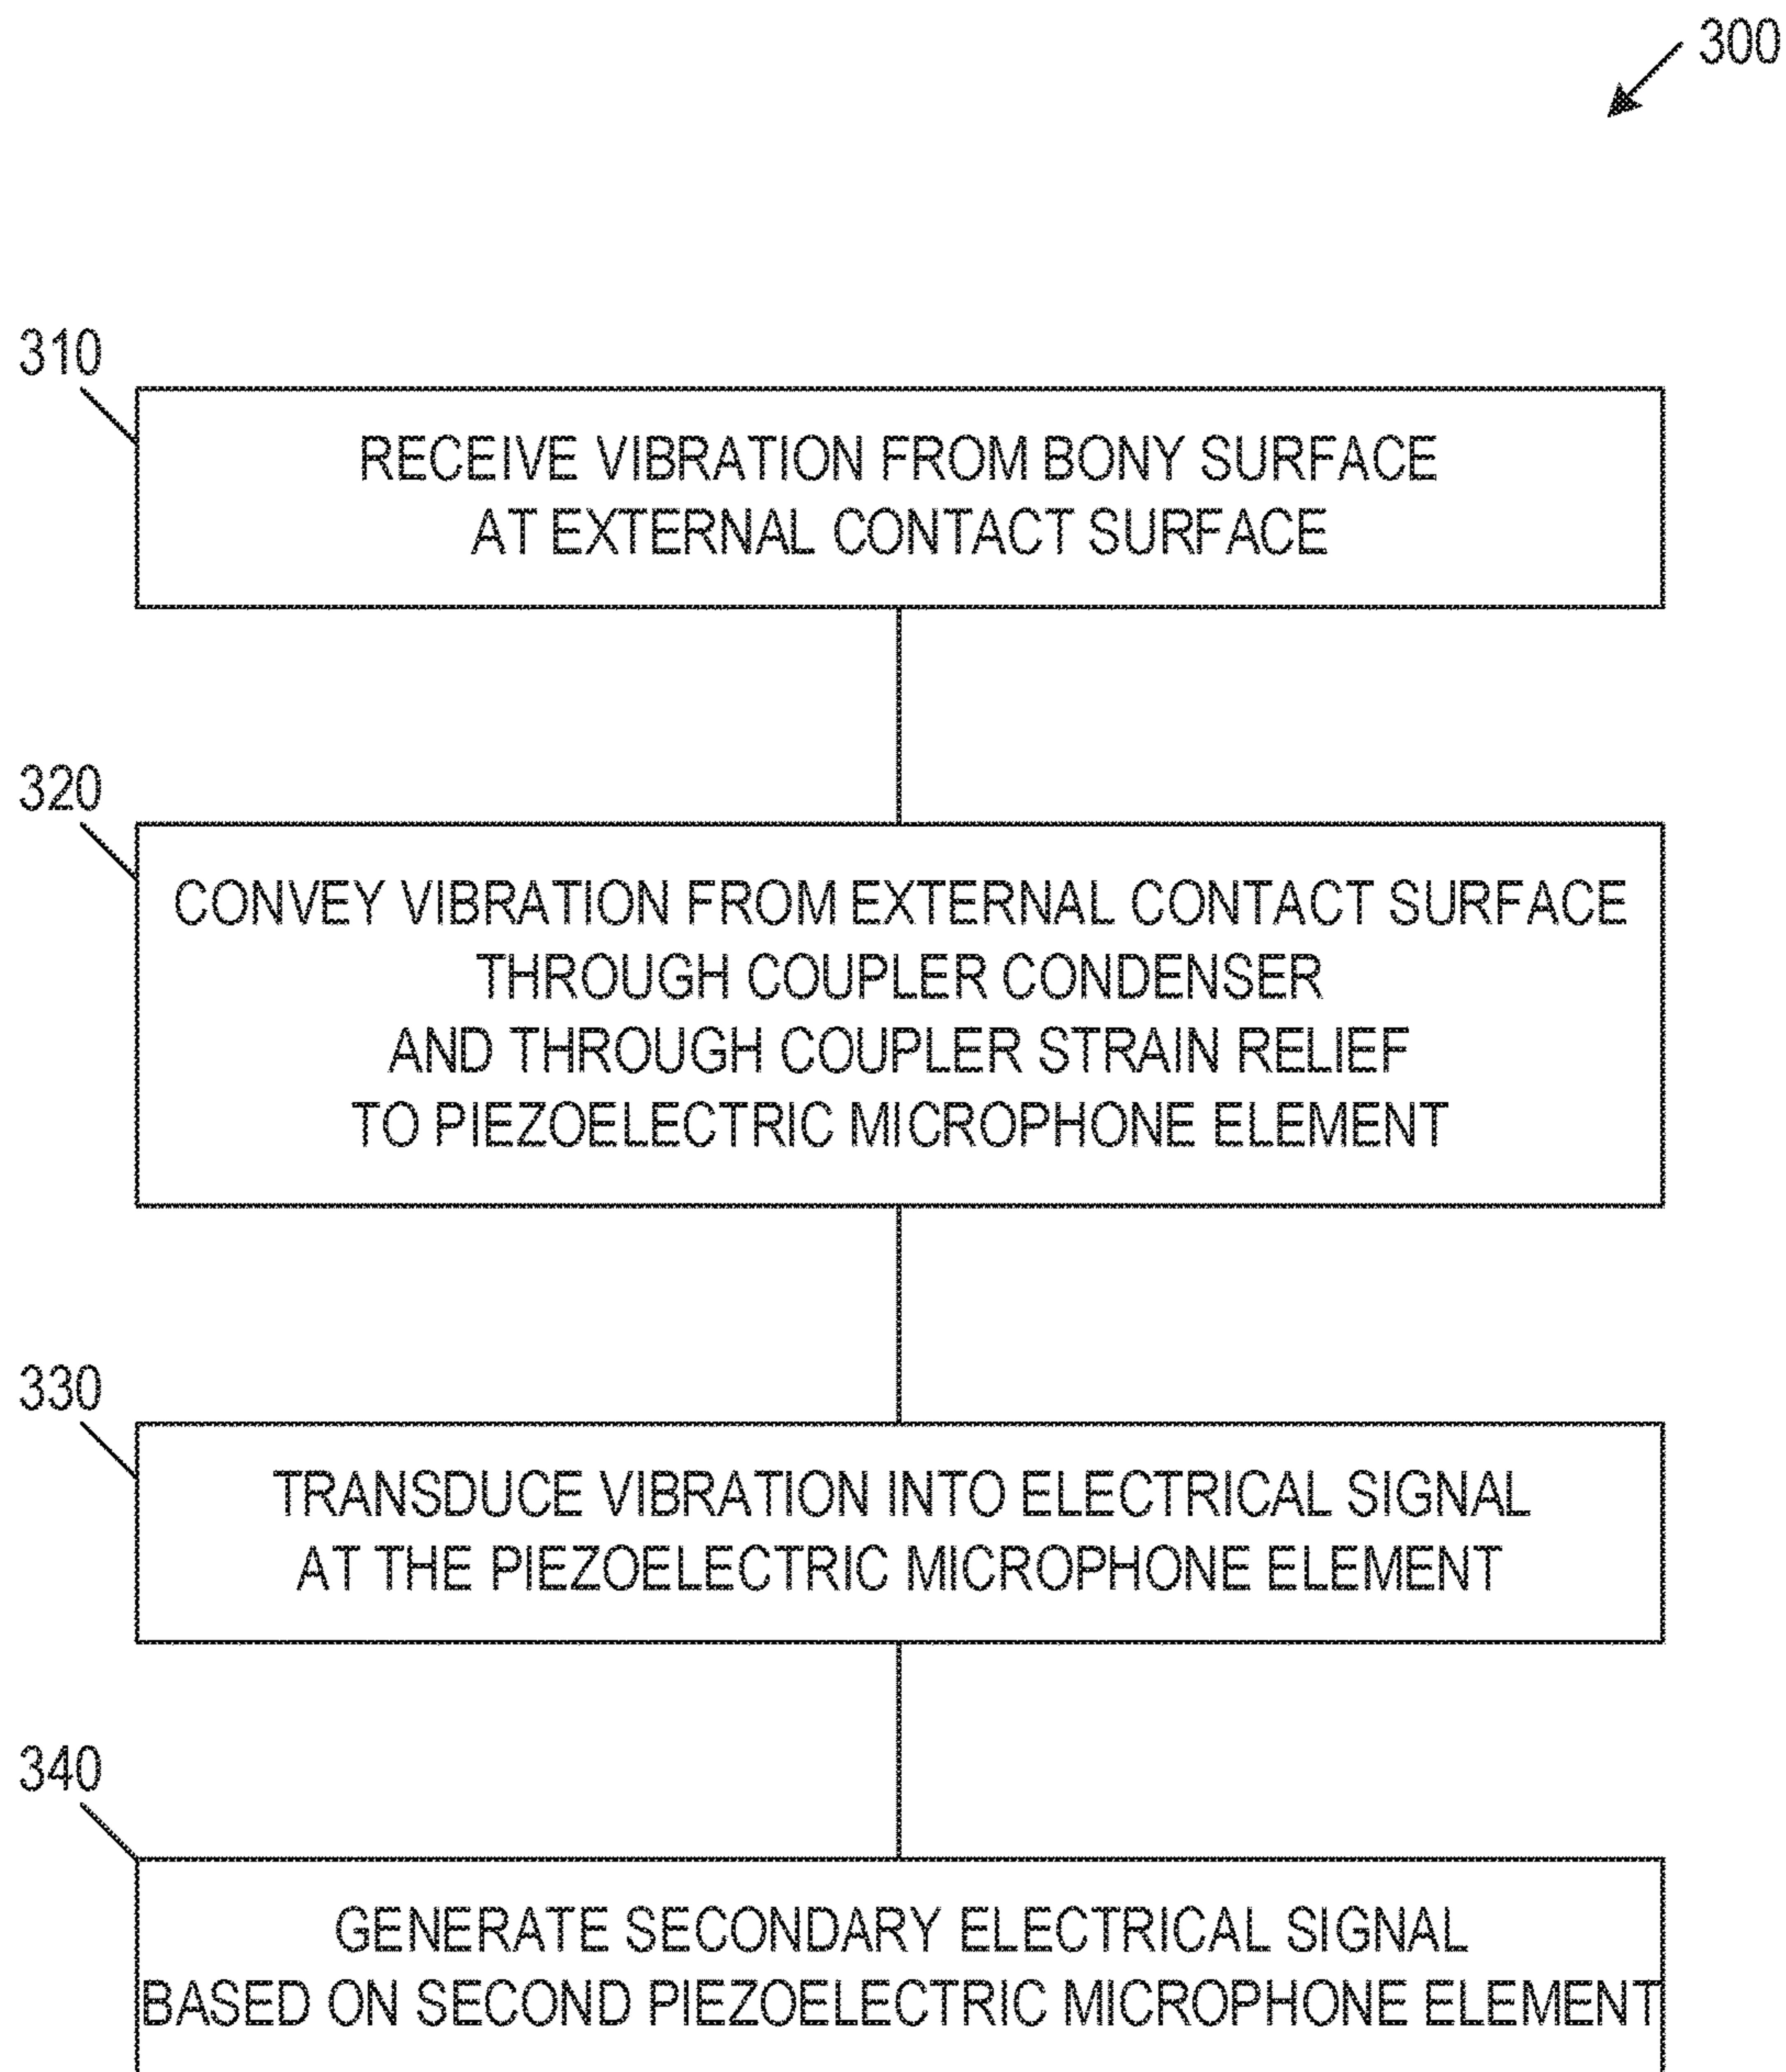 300
310
RECEIVE VIBRATION FROM BONY SURFACE
AT EXTERNAL CONTACT SURFACE
320
CONVEY VIBRATION FROM EXTERNAL CONTACT SURFACE
THROUGH COUPLER CONDENSER
AND THROUGH COUPLER STRAIN RELIEF
TO PIEZOELECTRIC MICROPHONE ELEMENT
330
TRANSDUCE VIBRATION INTO ELECTRICAL SIGNAL
AT THE PIEZOELECTRIC MICROPHONE ELEMENT
340
GENERATE SECONDARY ELECTRICAL SIGNAL
BASED ON SECOND PIEZOELECTRIC MICROPHONE ELEMENT